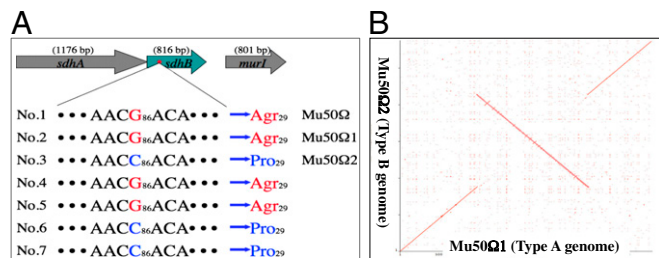 A
(1176 bp) (816 bp) (801 bp)
sdhA sdhB murI
No.1 ••• AACG86ACA••• Agr29 Mu50Ω
No.2 ••• AACG86ACA••• Agr29 Mu50Ω1
No.3 ••• AACC86ACA••• Pro29 Mu50Ω2
No.4 ••• AACG86ACA••• Agr29
No.5 ••• AACG86ACA••• Agr29
No.6 ••• AACC86ACA••• Pro29
No.7 ••• AACC86ACA••• Pro29
B
Mu50Ω2 (Type B genome)
Mu50Ω1 (Type A genome)